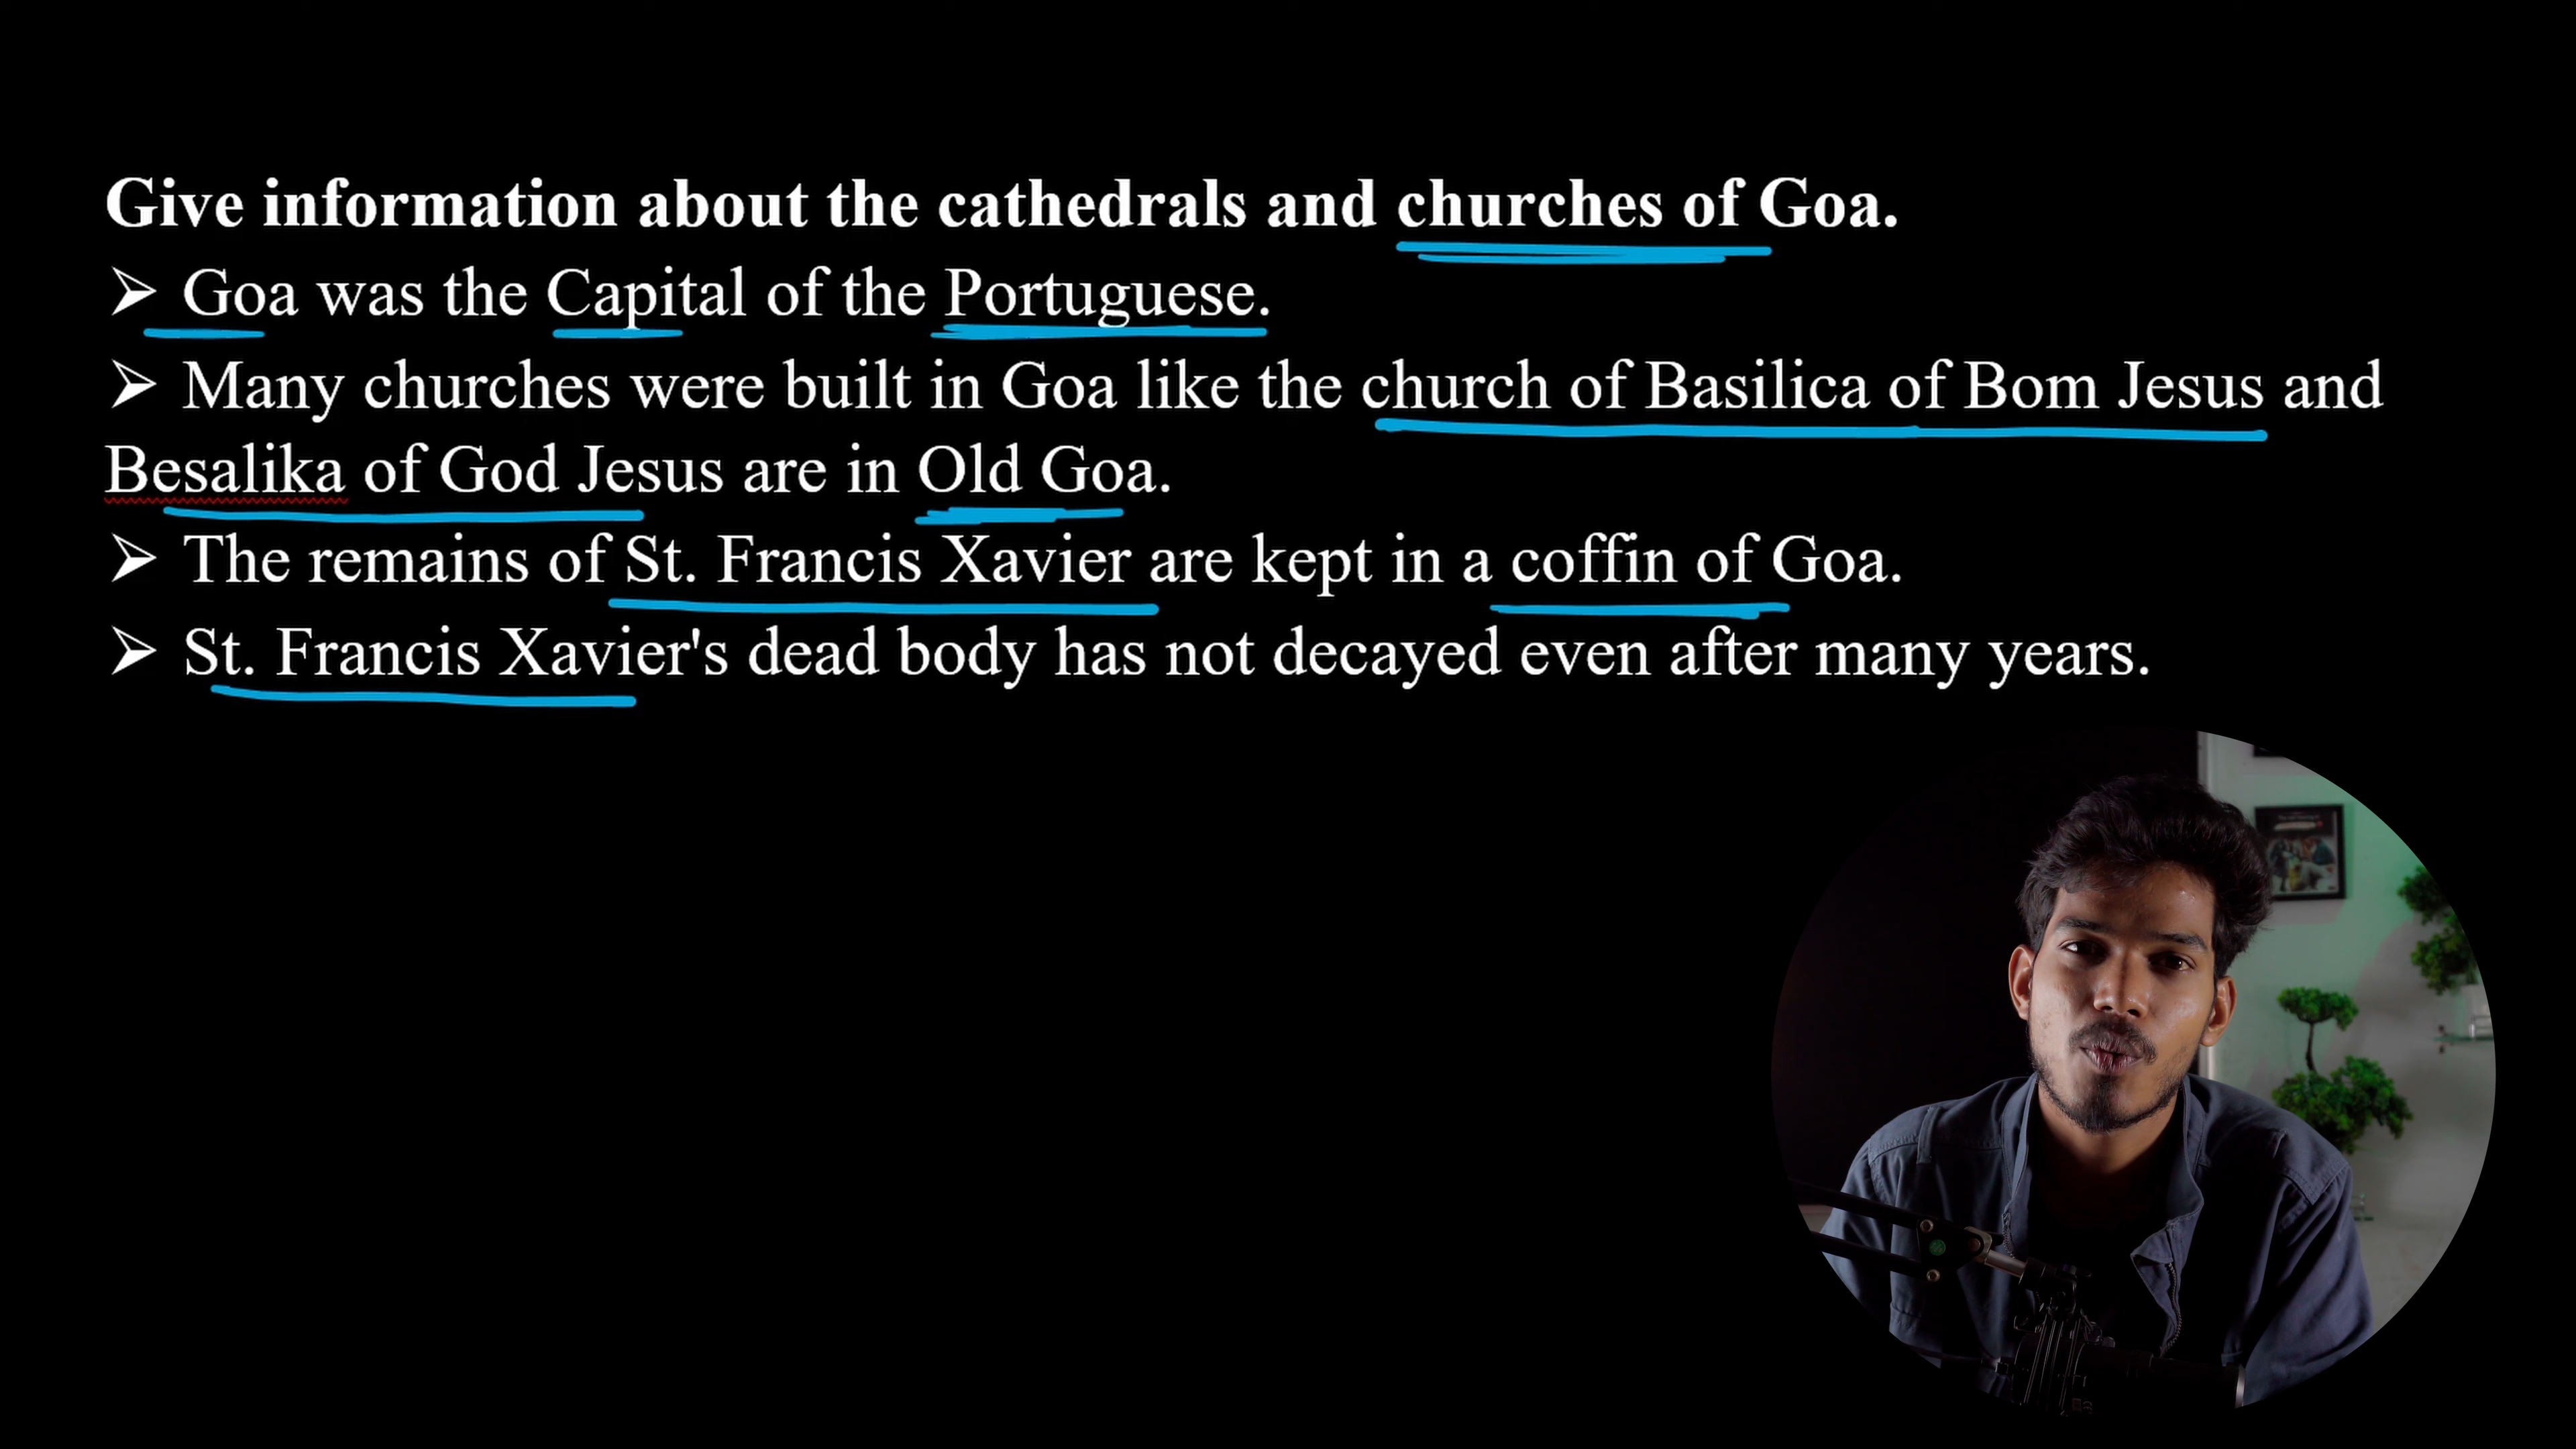 Give information about the cathedrals and churches of Goa.
➢ Goa was the Capital of the Portuguese.
➢ Many churches were built in Goa like the church of Basilica of Bom Jesus and
Besalika of God Jesus are in Old Goa.
➢ The remains of St. Francis Xavier are kept in a coffin of Goa.
➢ St. Francis Xavier's dead body has not decayed even after many years.